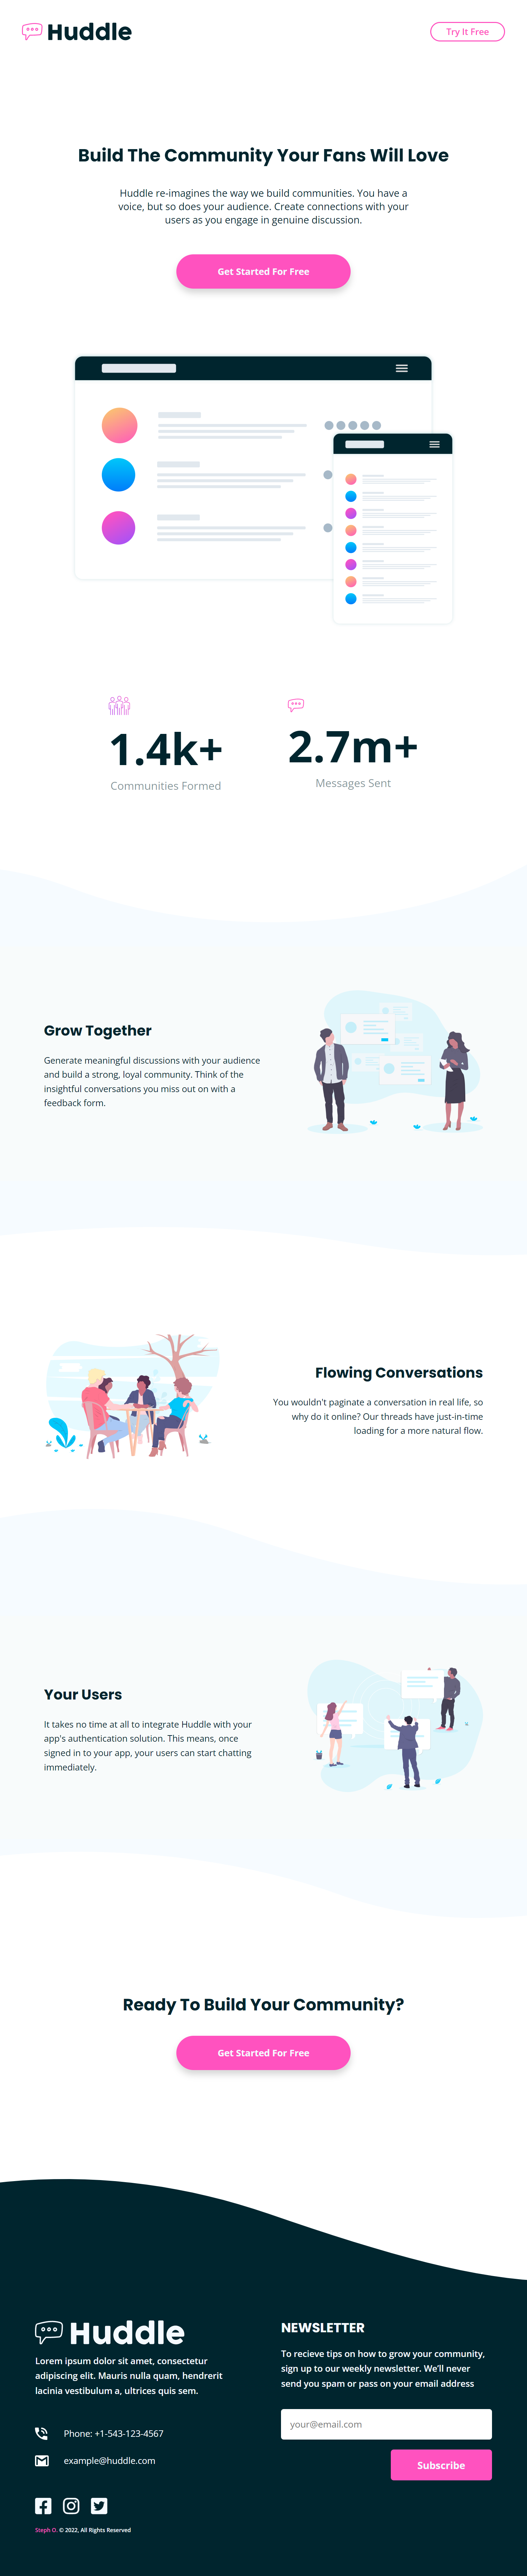 Huddle
Try It Free
Build The Community Your Fans Will Love
Huddle re-imagines the way we build communities. You have a
voice, but so does your audience. Create connections with your
users as you engage in genuine discussion.
Get Started For Free
1.4k+
Communities Formed
2.7m+
Messages Sent
Grow Together
Generate meaningful discussions with your audience
and build a strong, loyal community. Think of the
insightful conversations you miss out on with a
feedback form.
Flowing Conversations
You wouldn't paginate a conversation in real life, so
why do it online? Our threads have just-in-time
loading for a more natural flow.
Your Users
It takes no time at all to integrate Huddle with your
app's authentication solution. This means, once
signed in to your app, your users can start chatting
immediately.
Ready To Build Your Community?
Get Started For Free
Huddle
Lorem ipsum dolor sit amet, consectetur
adipiscing elit. Mauris nulla quam, hendrerit
lacinia vestibulum a, ultrices quis sem.
Phone: +1-543-123-4567
example@huddle.com
Steph O. © 2022, All Rights Reserved
NEWSLETTER
To recieve tips on how to grow your community,
sign up to our weekly newsletter. We'll never
send you spam or pass on your email address
your@email.com
Subscribe